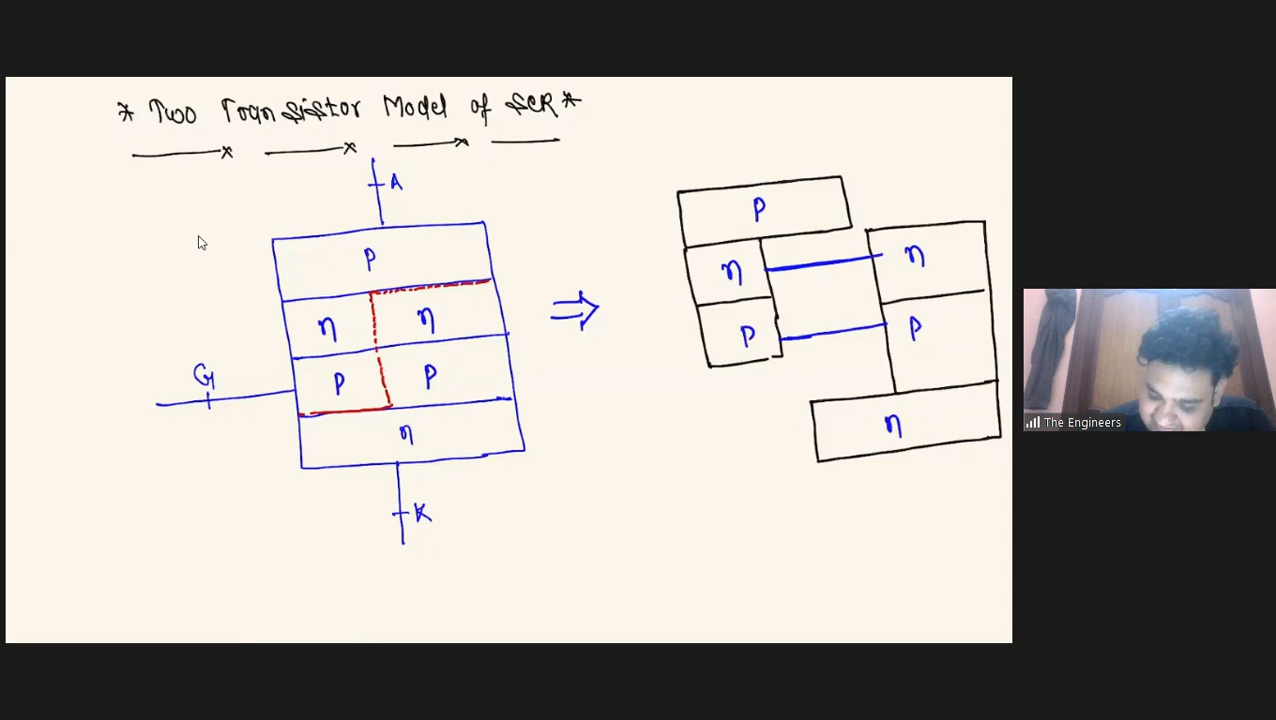 * Two Transistor Model of SCR *
A
P
n n
G
P P
n
K
P
n n
P P
n
The Engineers